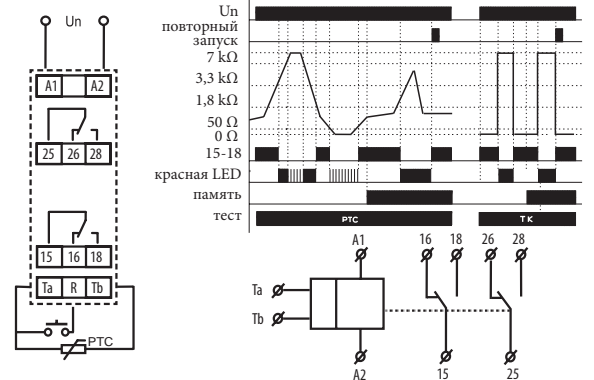 Un
A1 A2
25 26 28
15 16 18
Ta R Tb
PTC
Un
повторный
запуск
7 kΩ
3,3 kΩ
1,8 kΩ
50 Ω
0 Ω
15-18
красная LED
память
тест
PTC TK
A1 16 18 26 28
Ta
Tb
A2 15 25